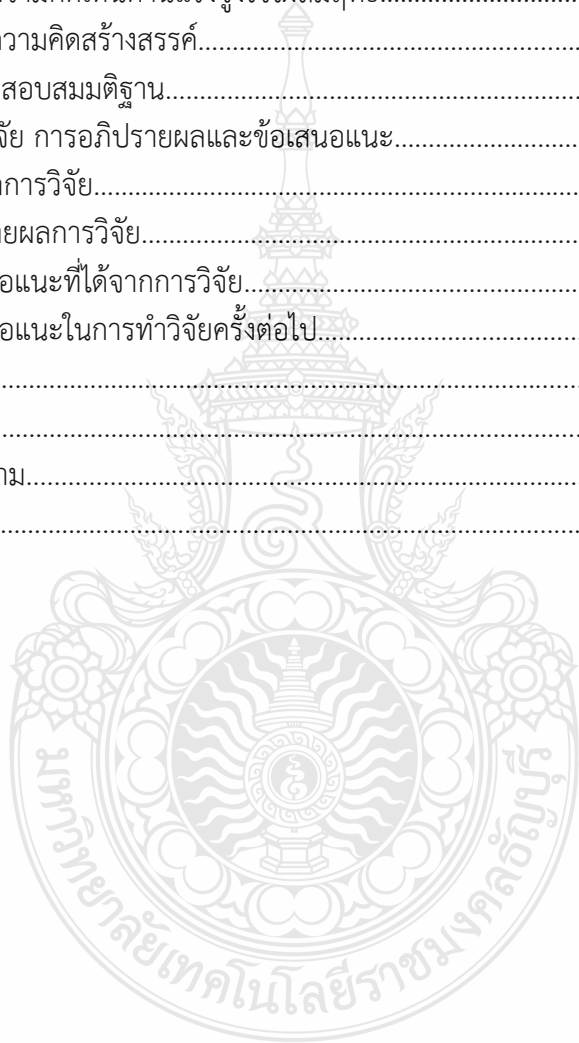 ความคิดสร้างสรรค์
สอบสมมติฐาน
จัย การอภิปรายผลและข้อเสนอแนะ
การวิจัย
ายผลการวิจัย
อแนะที่ได้จากการวิจัย
อแนะในการทำวิจัยครั้งต่อไป
าม
มหาวิทยาลัยเทคโนโลยีราชมงคลธัญบุรี